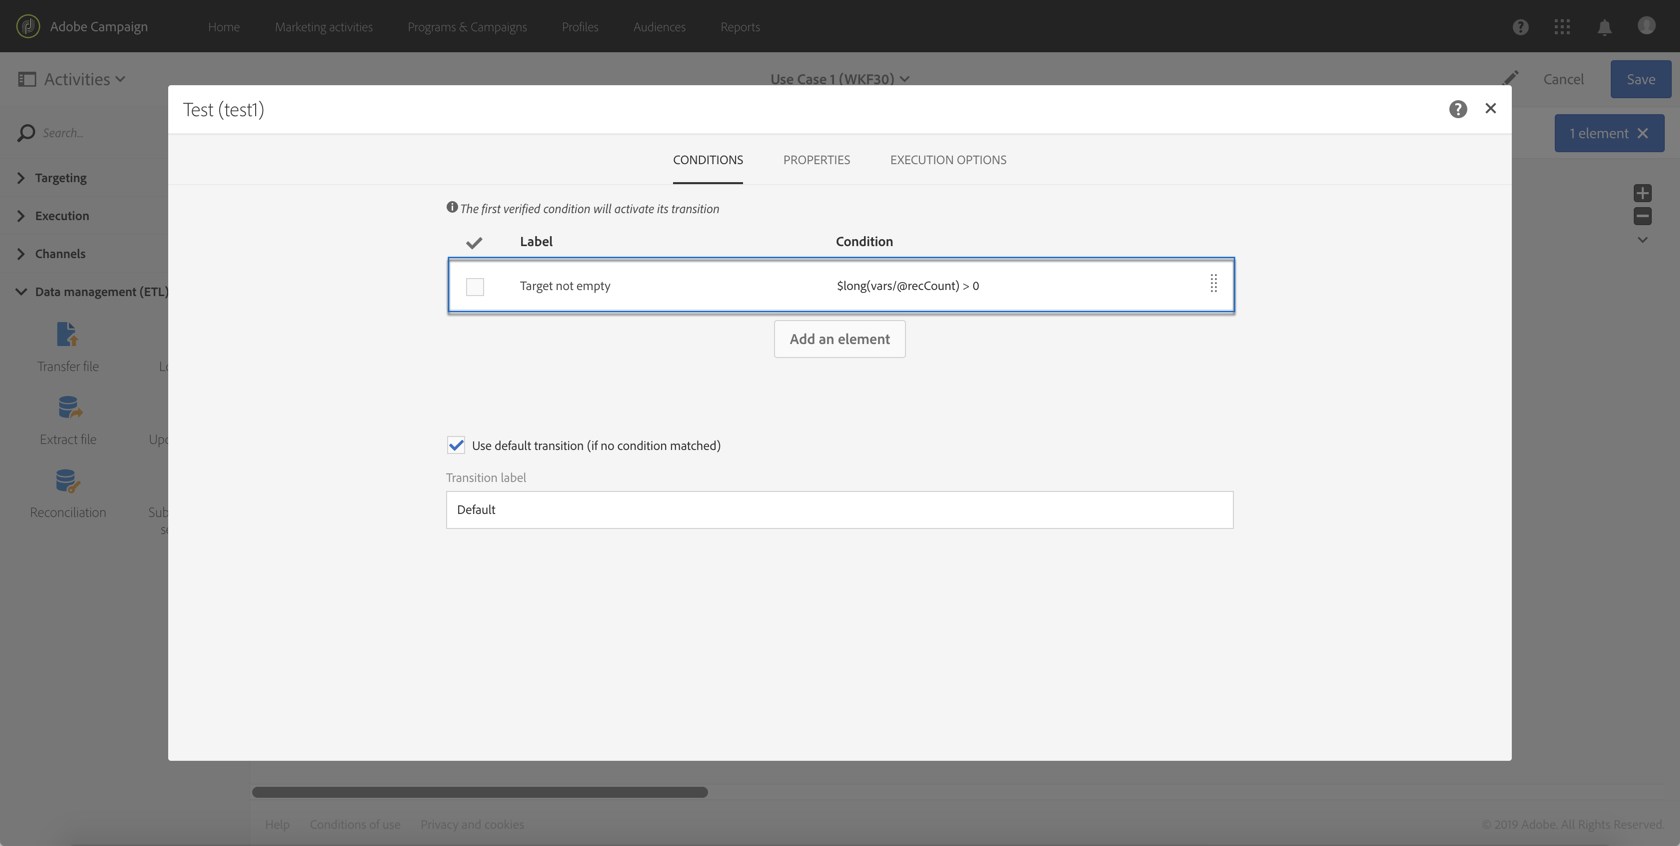 Adobe Campaign
Home
Marketing activities
Programs & Campaigns
Profiles
Audiences
Reports
Activities
Use Case 1 (WKF30)
Cancel
Save
Test (test1)
Search...
1 element
CONDITIONS
PROPERTIES
EXECUTION OPTIONS
Targeting
The first verified condition will activate its transition
Execution
Label
Condition
Channels
Target not empty
$long(vars/@recCount) > 0
Data management (ETL)
Add an element
Transfer file
Extract file
Use default transition (if no condition matched)
Transition label
Default
Reconciliation
Help
Conditions of use
Privacy and cookies
© 2019 Adobe. All Rights Reserved.